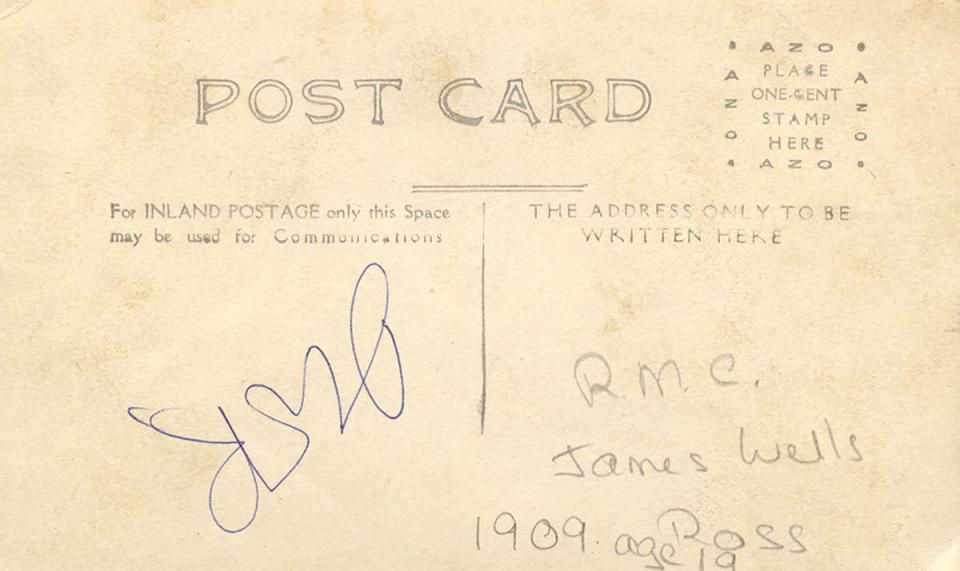 POST CARD
AZO
PLACE
ONE-CENT
STAMP
HERE
AZO
AZO
AZO
For INLAND POSTAGE only this Space
may be used for Communications
THE ADDRESS ONLY TO BE
WRITTEN HERE
R.M.C.
James Wells
1909. Ross
age 19